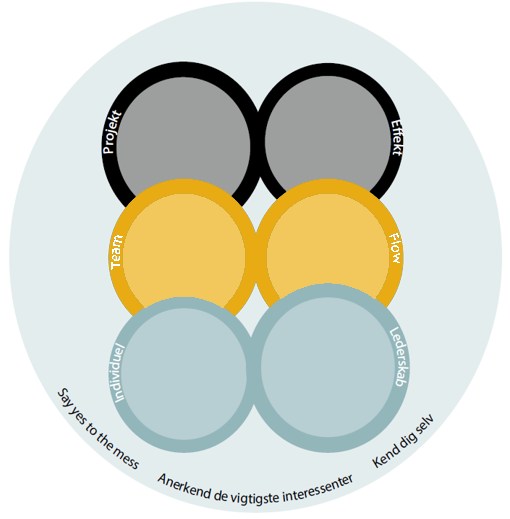 Projekt
Effekt
Team
Flow
Individuel
Lederskab
Say yes to the mess
Anerkend de vigtigste interessenter
Kend dig selv